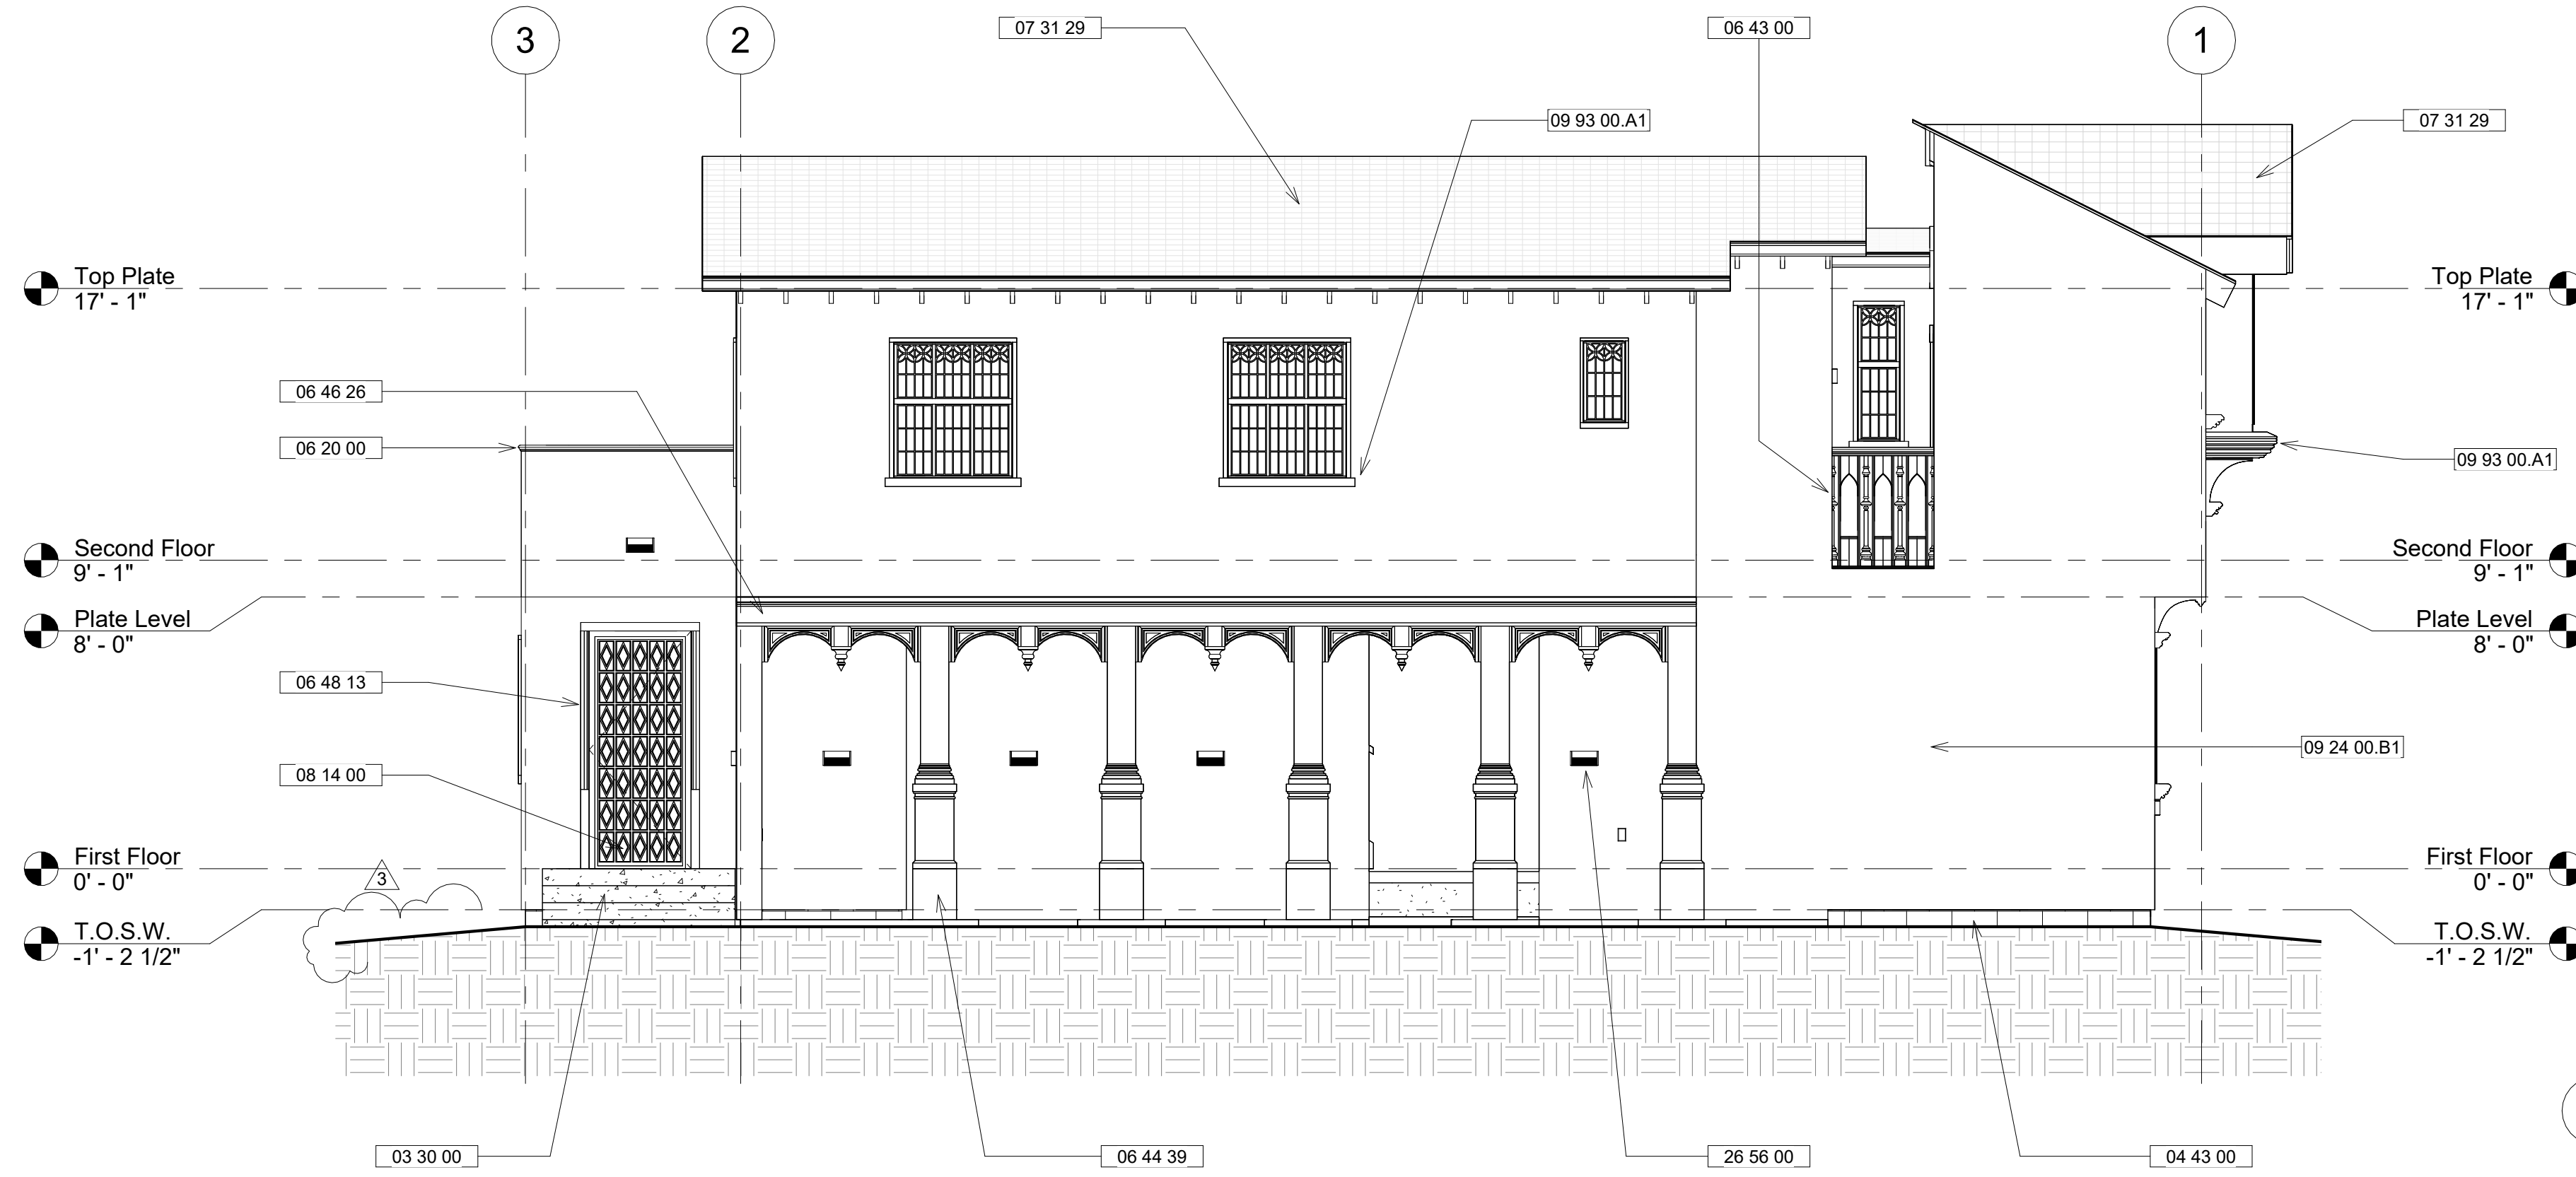 3
2
07 31 29
06 43 00
1
09 93 00.A1
07 31 29
Top Plate
17' - 1"
Top Plate
17' - 1"
06 46 26
06 20 00
09 93 00.A1
Second Floor
9' - 1"
Second Floor
9' - 1"
Plate Level
8' - 0"
Plate Level
8' - 0"
06 48 13
08 14 00
09 24 00.B1
First Floor
0' - 0"
First Floor
0' - 0"
3
T.O.S.W.
-1' - 2 1/2"
T.O.S.W.
-1' - 2 1/2"
03 30 00
06 44 39
26 56 00
04 43 00